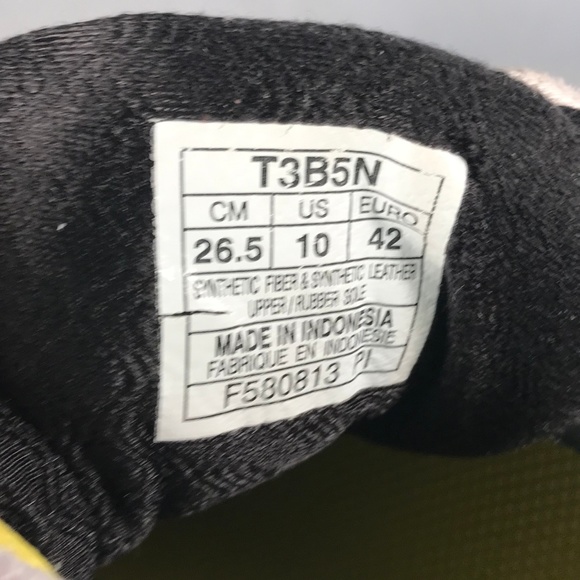 T3B5N
CM US EURO
26.5 10 42
SYNTHETIC FIBER & SYNTHETIC LEATHER
UPPER / RUBBER SOLE
MADE IN INDONESIA
FABRIQUE EN INDONESIE
F580813 PI